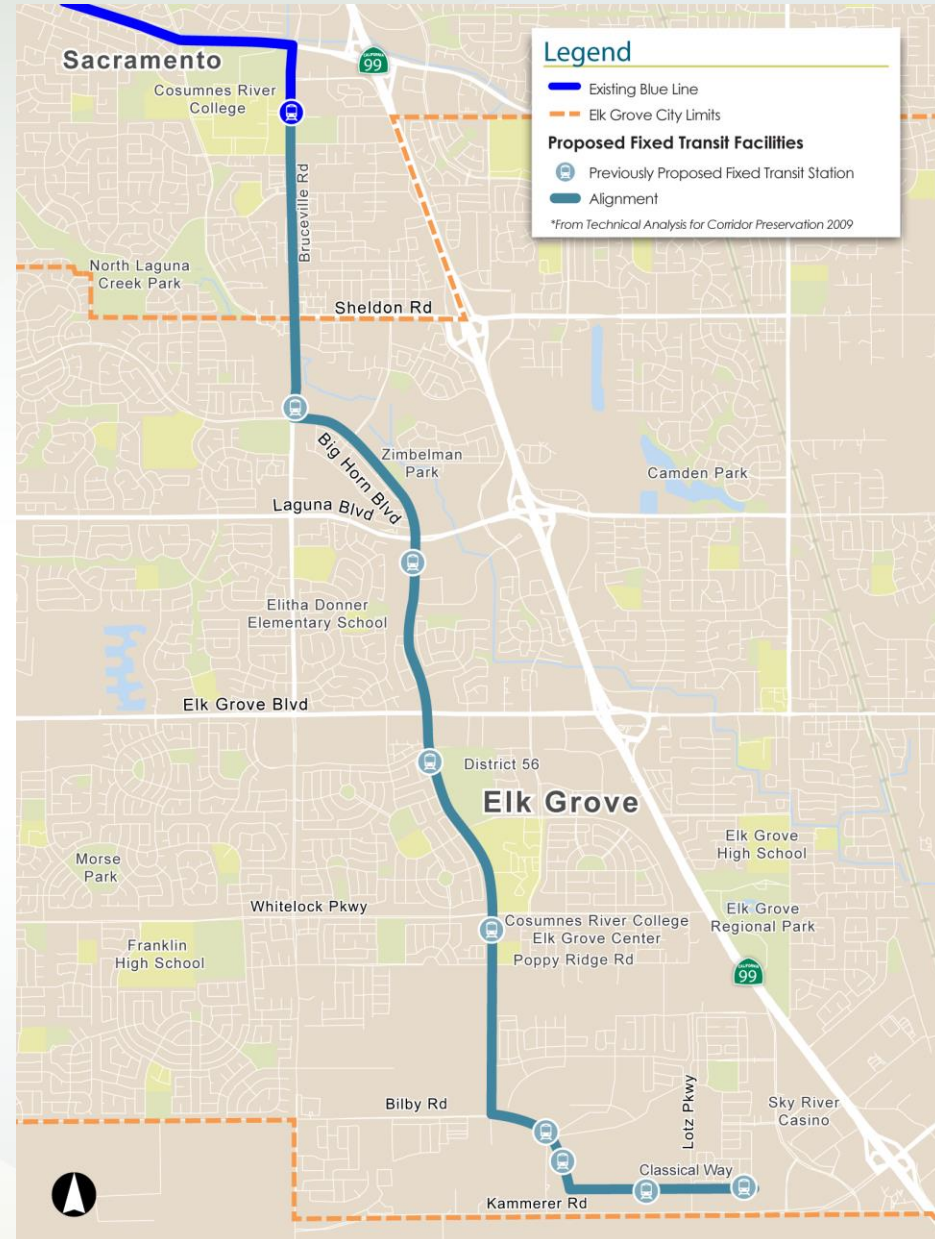 Sacramento
Cosumnes River
College
CALIFORNIA
99
Legend
Existing Blue Line
Elk Grove City Limits
Proposed Fixed Transit Facilities
Previously Proposed Fixed Transit Station
Alignment
*From Technical Analysis for Corridor Preservation 2009
Bruceville Rd
North Laguna
Creek Park
Sheldon Rd
Big Horn Blvd
Zimbelman
Park
Camden Park
Laguna Blvd
Elitha Donner
Elementary School
Elk Grove Blvd
District 56
Elk Grove
Elk Grove
High School
Morse
Park
Whitelock Pkwy
Elk Grove
Regional Park
Cosumnes River College
Elk Grove Center
Poppy Ridge Rd
Franklin
High School
CALIFORNIA
99
Bilby Rd
Lotz Pkwy
Sky River
Casino
Classical Way
Kammerer Rd